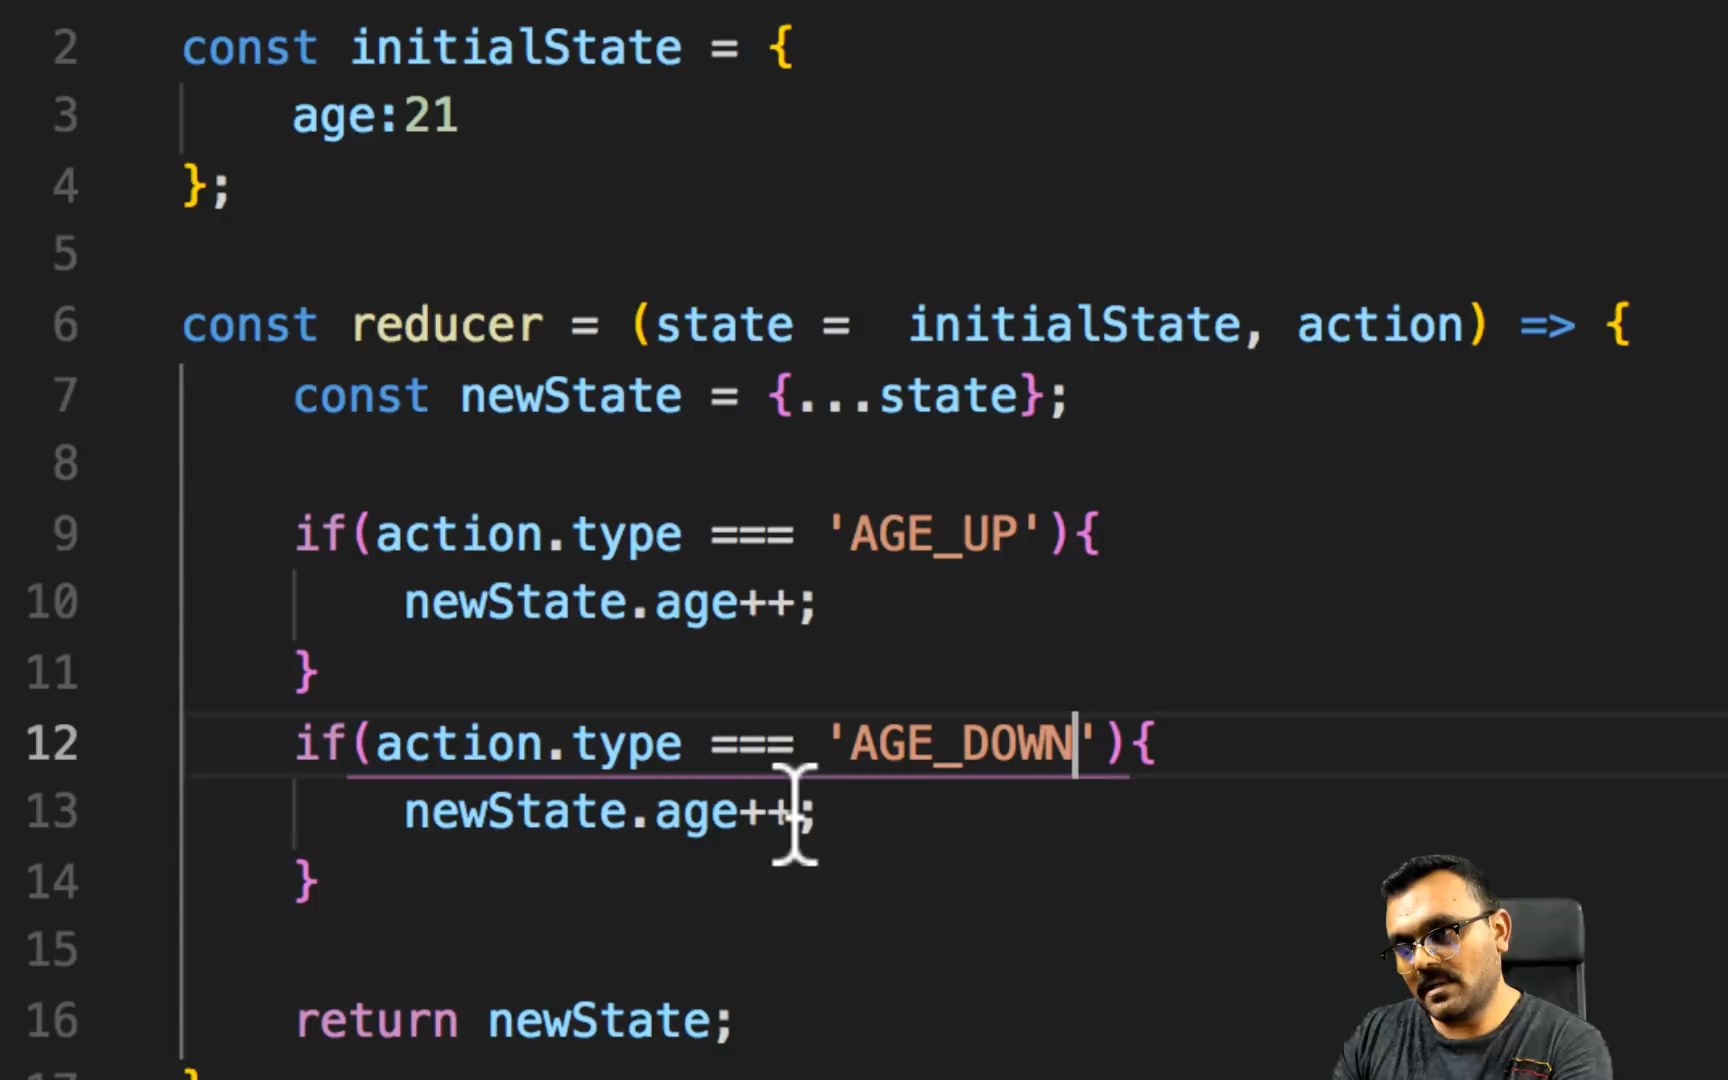 2 const initialState = {
3 age:21
4 };
5
6 const reducer = (state =  initialState, action) => {
7 const newState = {...state};
8
9 if(action.type === 'AGE_UP'){
10 newState.age++;
11 }
12 if(action.type === 'AGE_DOWN'){
13 newState.age++;
14 }
15
16 return newState;
17 }